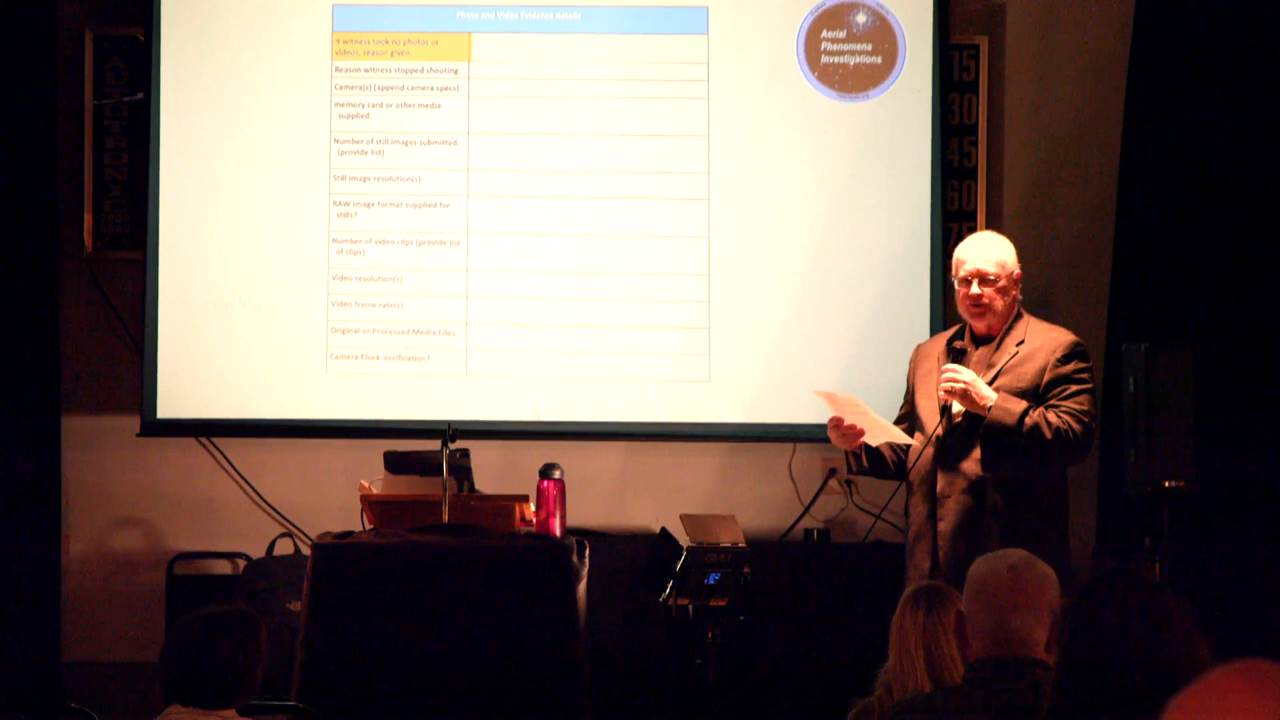 Photo and Video Evidence details
If witness took no photos or
videos, reason given.
Reason witness stopped shooting
Camera(s) (append camera specs)
memory card or other media
supplied.
Number of still images submitted
(provide list)
Still image resolution(s)
RAW image format supplied for
stills?
Number of video clips (provide list
of clips)
Video resolution(s)
Video frame rate(s)
Original or Processed Media Files
Camera Clock Verification?
Aerial
Phenomena
Investigations
AUTOTRONIC
15
30
45
60
75